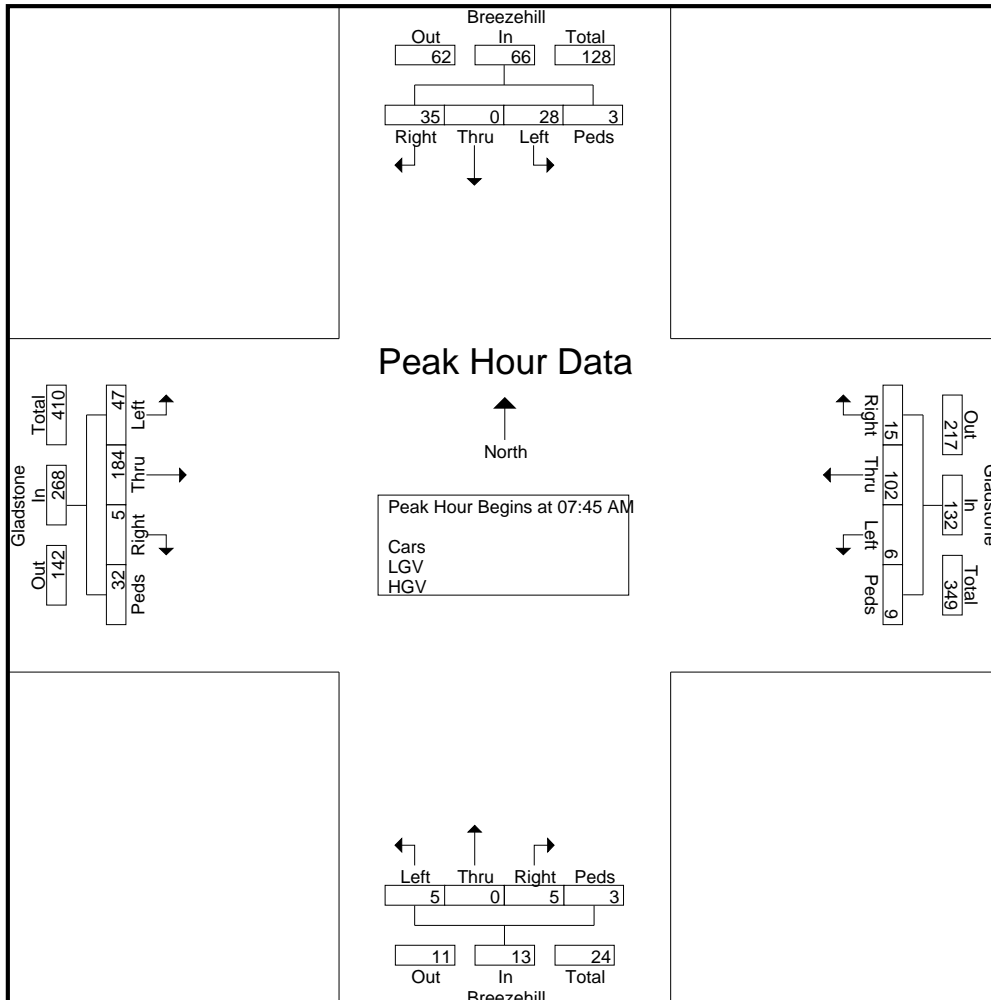 Breezehill
Out In Total
62 66 128
35 0 28 3
Right Thru Left Peds
Peak Hour Data
North
Peak Hour Begins at 07:45 AM
Cars
LGV
HGV
Gladstone
Total In Out
410 268 142
47 184 5 32
Left Thru Right Peds
Right Thru Left Peds
15 102 6 9
217 132 349
Out In Total
Gladstone
Left Thru Right Peds
5 0 5 3
11 13 24
Out In Total
Breezehill